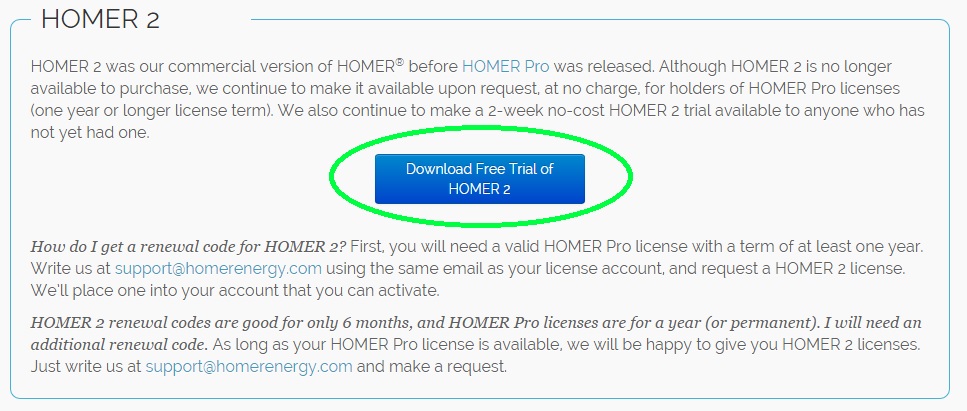 HOMER 2
HOMER 2 was our commercial version of HOMER® before HOMER Pro was released. Although HOMER 2 is no longer
available to purchase, we continue to make it available upon request, at no charge, for holders of HOMER Pro licenses
(one year or longer license term). We also continue to make a 2-week no-cost HOMER 2 trial available to anyone who has
not yet had one.
Download Free Trial of
HOMER 2
How do I get a renewal code for HOMER 2? First, you will need a valid HOMER Pro license with a term of at least one year.
Write us at support@homerenergy.com using the same email as your license account, and request a HOMER 2 license.
We'll place one into your account that you can activate.
HOMER 2 renewal codes are good for only 6 months, and HOMER Pro licenses are for a year (or permanent). I will need an
additional renewal code. As long as your HOMER Pro license is available, we will be happy to give you HOMER 2 licenses.
Just write us at support@homerenergy.com and make a request.